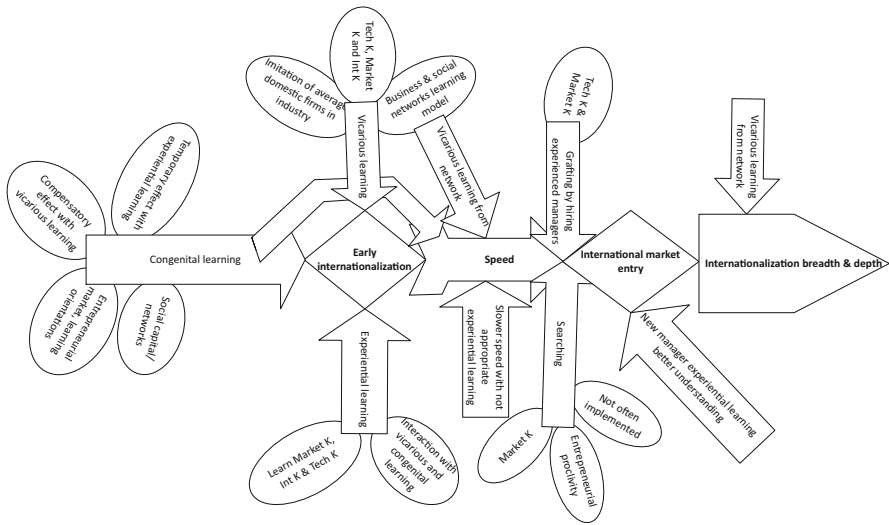 Tech K, Market
K and Int K
Imitation of average
domestic firms in
industry
Business & social
networks learning
model
Tech K &
Market K
Temporary effect with
experiential learning
Compensatory
effect with
vicarious learning
Vicarious learning
Vicarious learning from
network
Grafting by hiring
experienced managers
Vicarious learning
from network
Congenital learning
Early
internationalization
Speed
International market
entry
Internationalization breadth & depth
Entrepreneurial
market, learning
orientations
Social capital/
networks
Experiential learning
Slower speed with not
appropriate
experiential learning
Searching
New manager experiential learning
better understanding
Learn Market K,
Int K & Tech K
Interaction with
vicarious and
congenital
learning
Market K
Entrepreneurial
proclivity
Not often
implemented